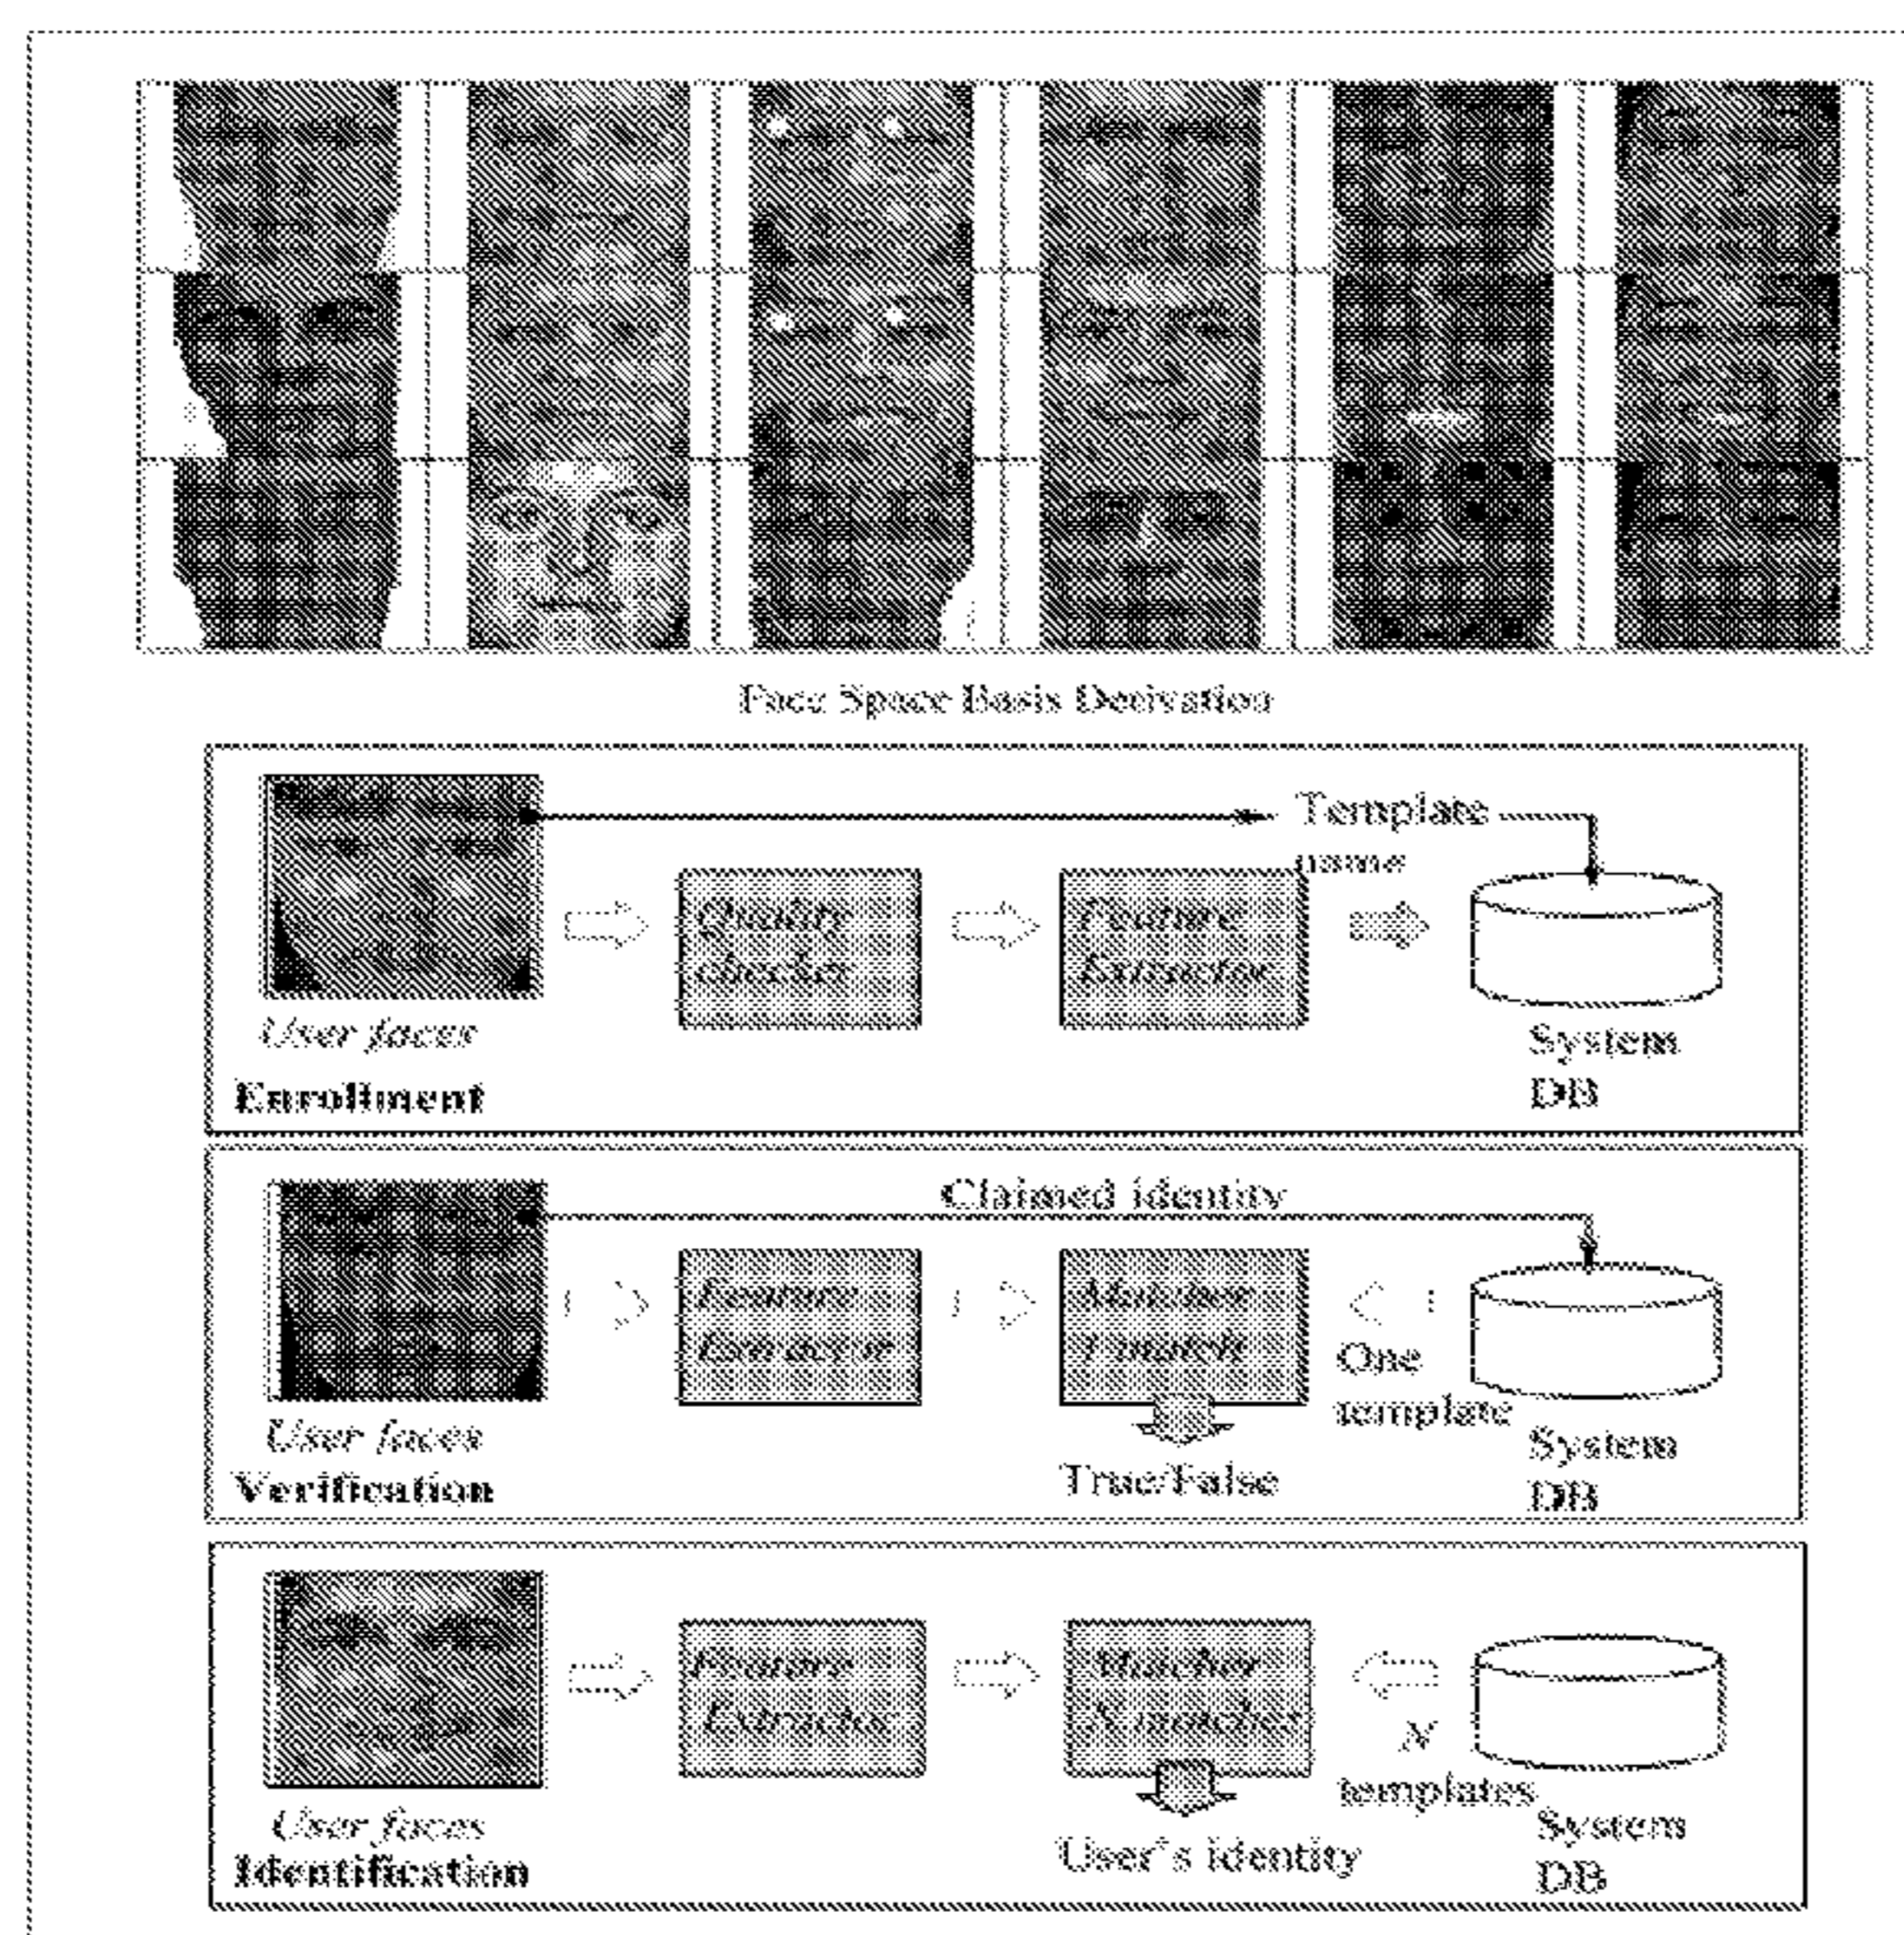 Face Space Basis Derivation
Template
name
Quality
checker
Feature
Extractor
User faces
System
DB
Enrollment
Claimed identity
Feature
Extractor
Matcher
1 match
One
template
User faces
System
DB
True/False
Verification
Feature
Extractor
Matcher
N matches
N
templates
User faces
System
DB
User's identity
Identification